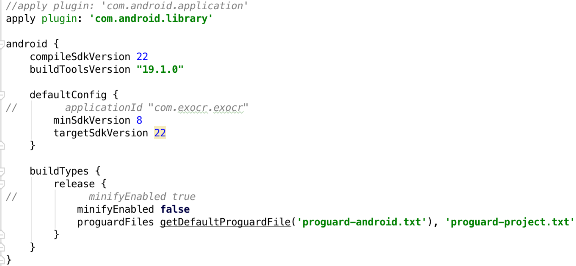 //apply plugin: 'com.android.application'
apply plugin: 'com.android.library'
android {
compileSdkVersion 22
buildToolsVersion "19.1.0"
defaultConfig {
// applicationId "com.exocr.exocr"
minSdkVersion 8
targetSdkVersion 22
}
buildTypes {
release {
// minifyEnabled true
minifyEnabled false
proguardFiles getDefaultProguardFile('proguard-android.txt'), 'proguard-project.txt'
}
}
}